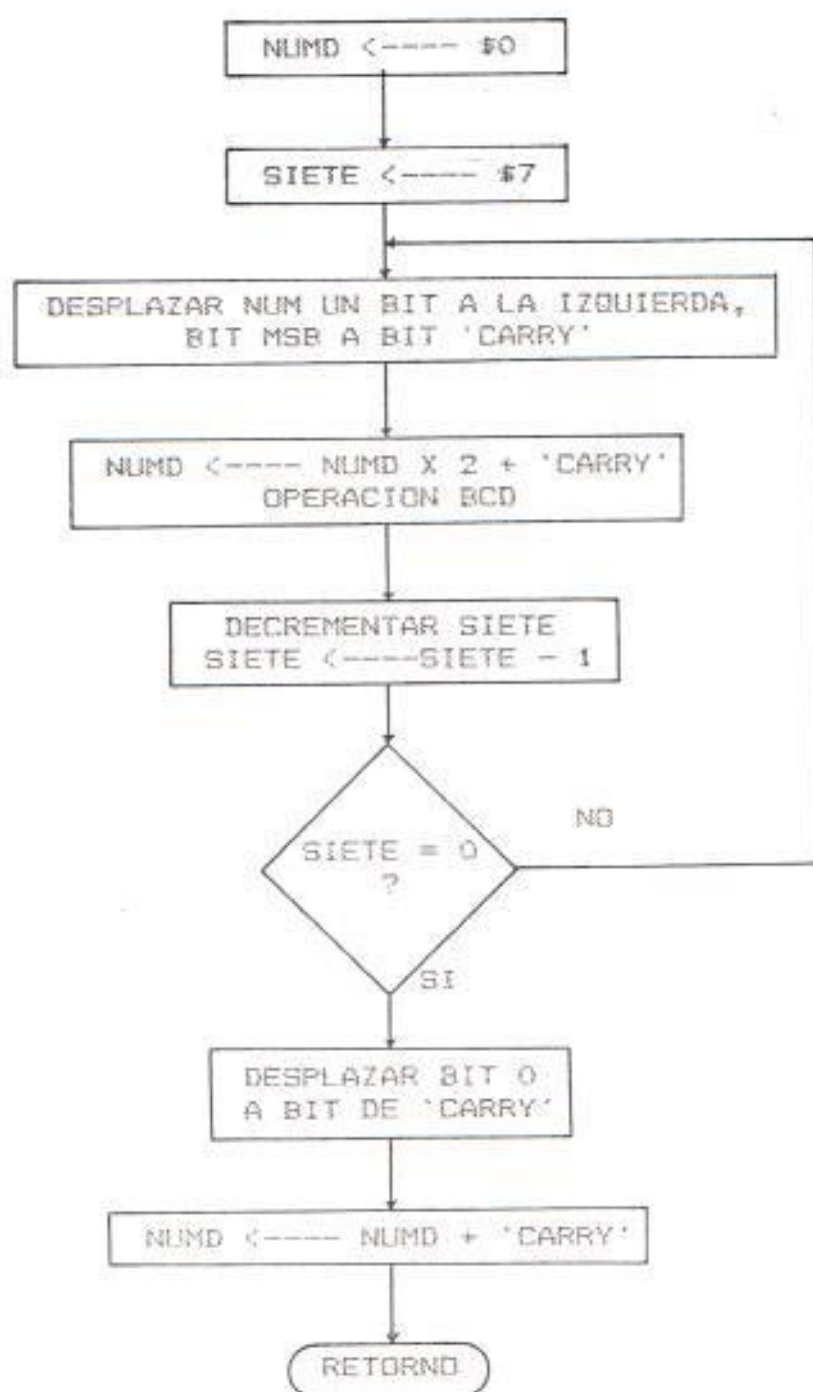 NUMD <---- $0
SIETE <---- $7
DESPLAZAR NUM UN BIT A LA IZQUIERDA,
BIT MSB A BIT 'CARRY'
NUMD <---- NUMD X 2 + 'CARRY'
OPERACION BCD
DECREMENTAR SIETE
SIETE <----SIETE - 1
SIETE = 0
?
NO
SI
DESPLAZAR BIT 0
A BIT DE 'CARRY'
NUMD <---- NUMD + 'CARRY'
RETORNO